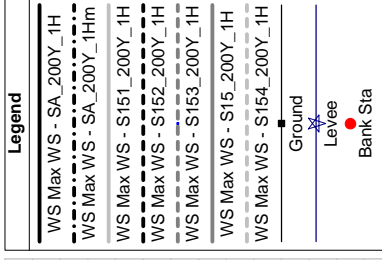 Legend
WS Max WS - SA_200Y_1H
WS Max WS - SA_200Y_1Hm
WS Max WS - S151_200Y_1H
WS Max WS - S152_200Y_1H
WS Max WS - S153_200Y_1H
WS Max WS - S15_200Y_1H
WS Max WS - S154_200Y_1H
Ground
Levee
Bank Sta